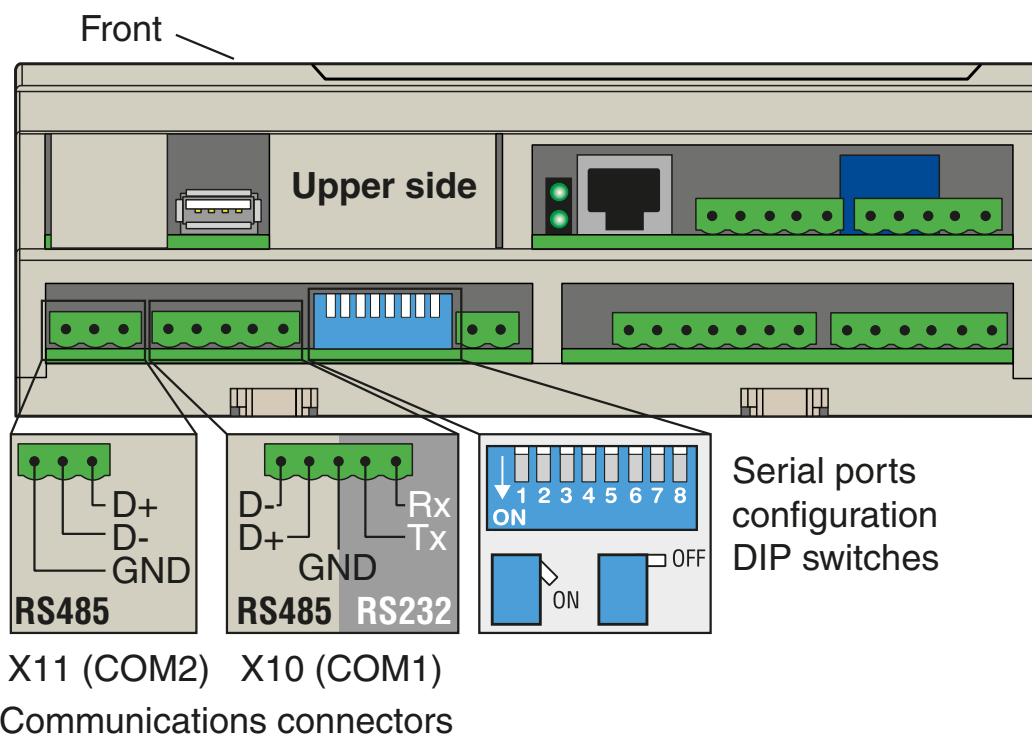 Front
Upper side
D+
D-
GND
RS485
D-
D+
GND
Rx
Tx
RS485 RS232
1 2 3 4 5 6 7 8
ON
ON
OFF
Serial ports
configuration
DIP switches
X11 (COM2)
X10 (COM1)
Communications connectors